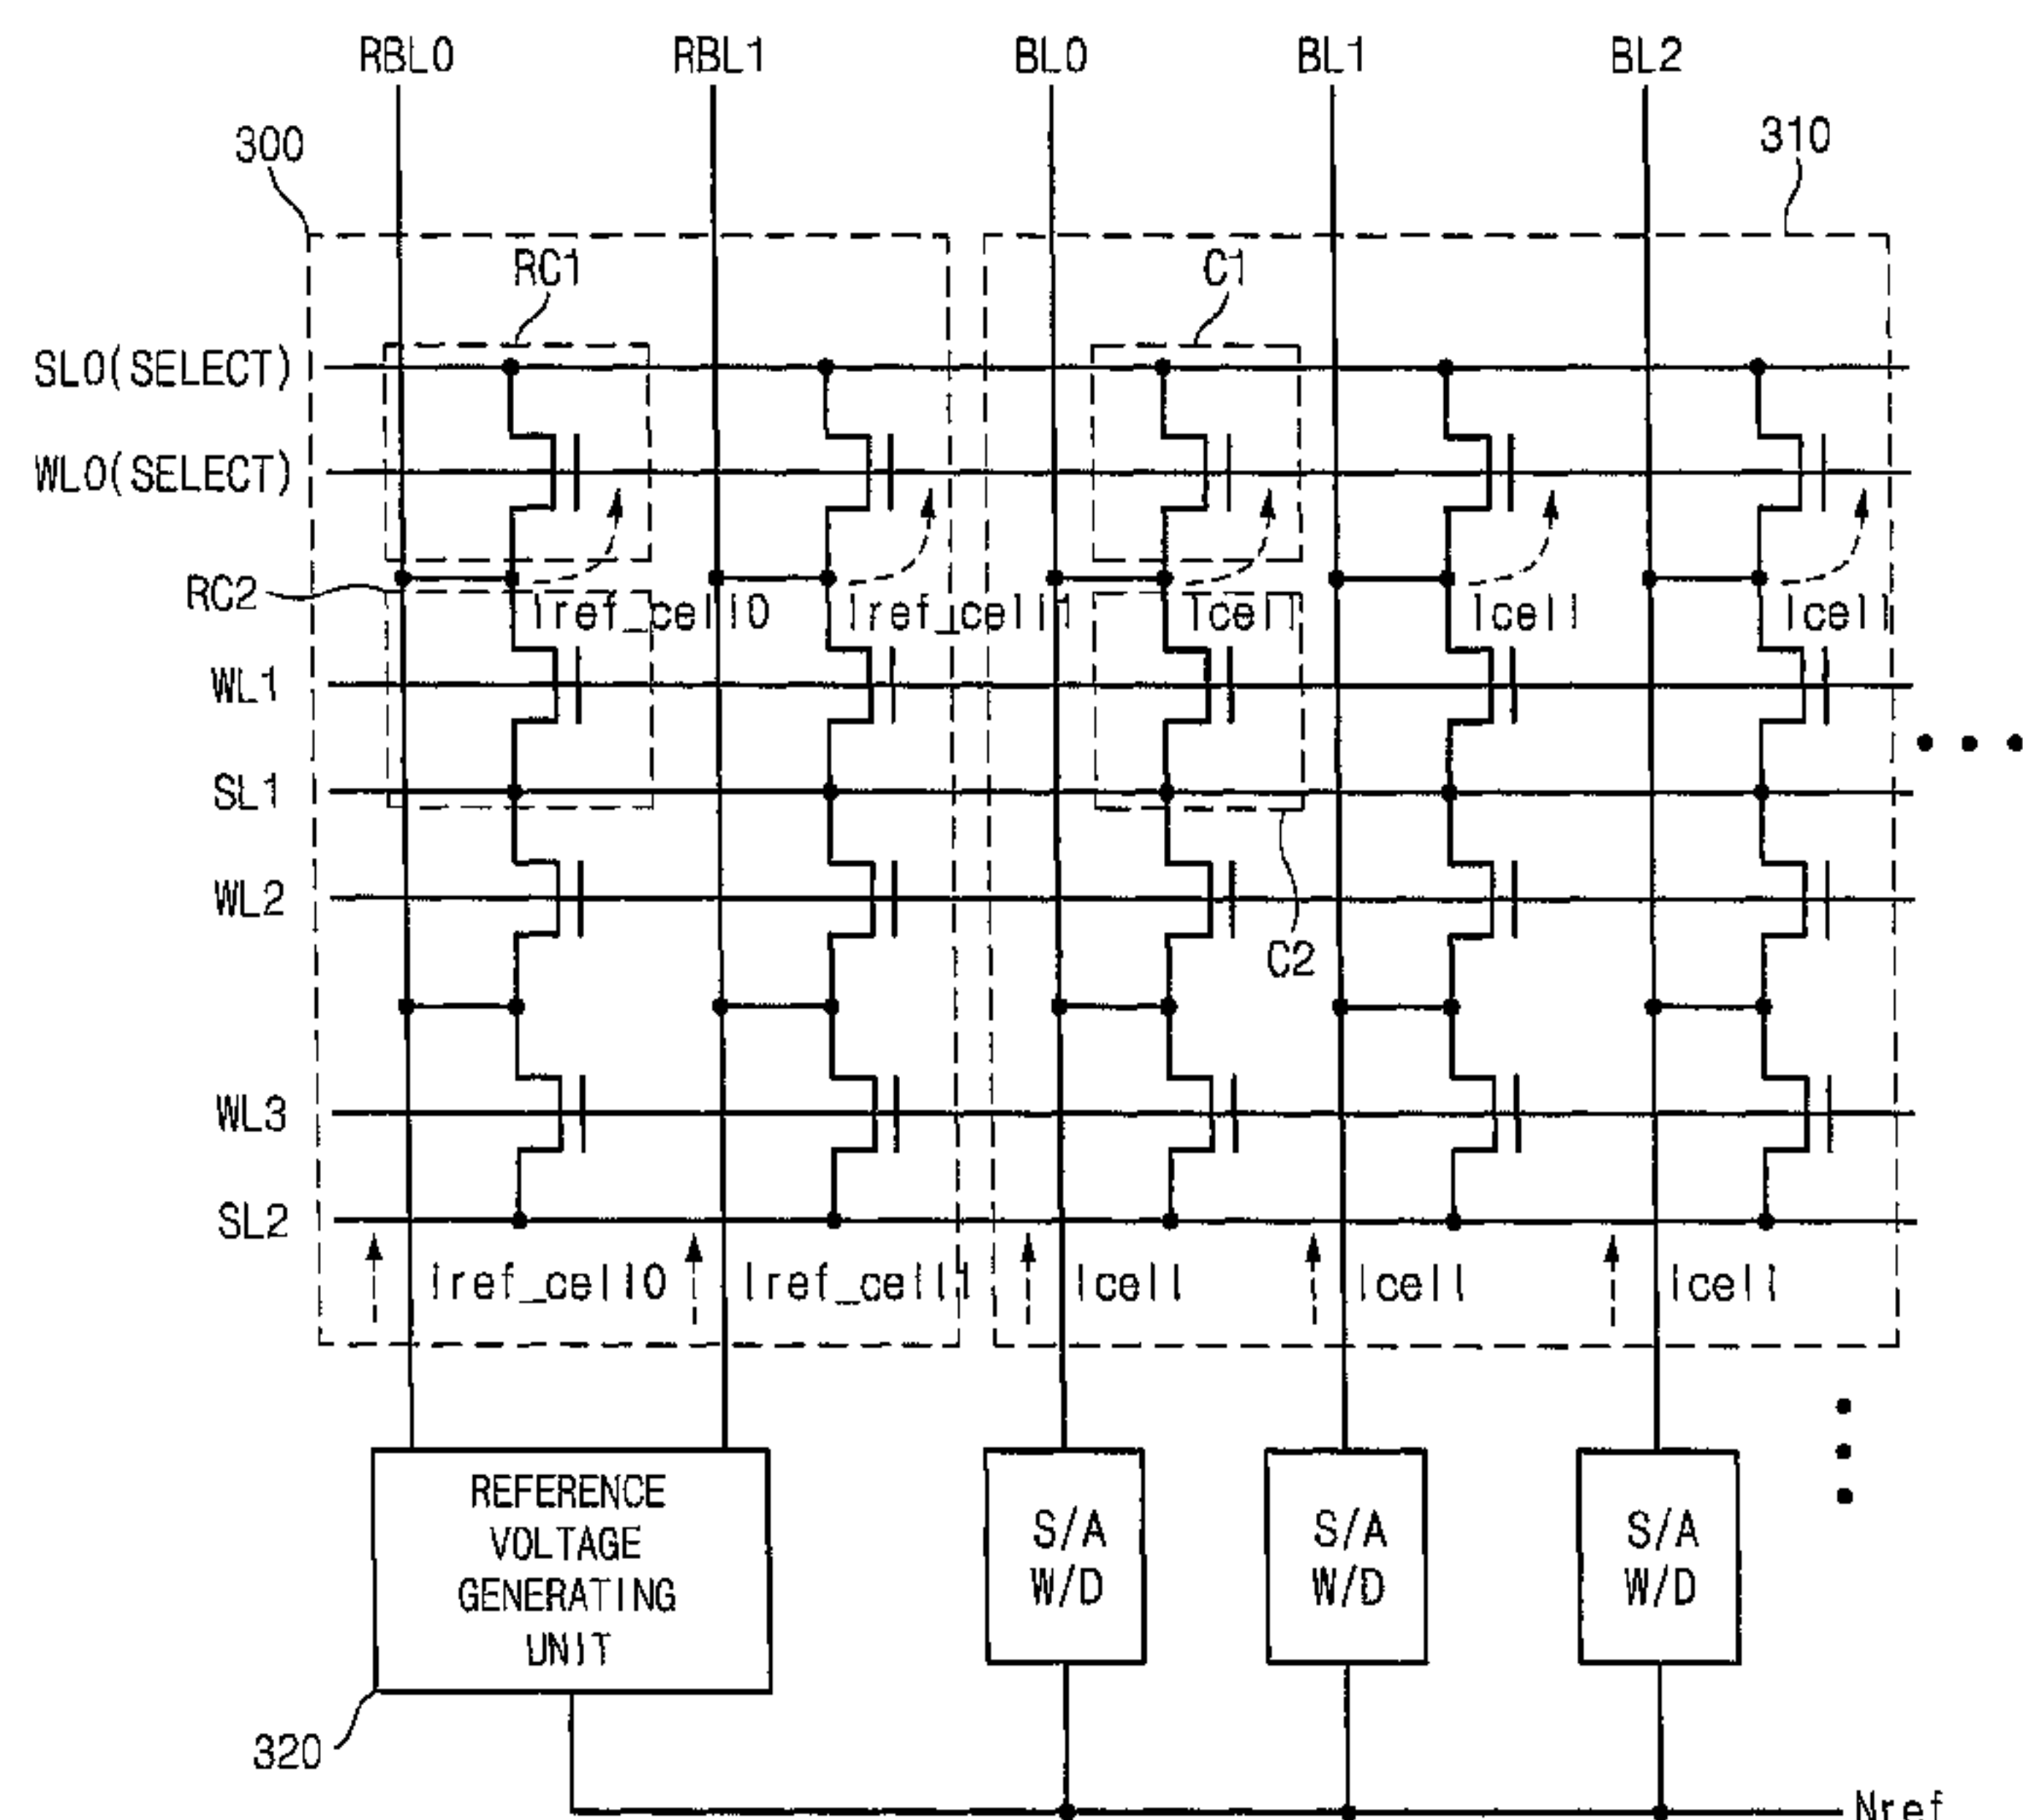 RBL0 RBL1 BL0 BL1 BL2
300 310
RC1 C1
SL0(SELECT)
WL0(SELECT)
RC2
Iref_cell0 Iref_cell1 Icell Icell Icell
WL1
SL1
WL2
C2
WL3
SL2
Iref_cell0 Iref_cell1 Icell Icell Icell
REFERENCE
VOLTAGE
GENERATING
UNIT
S/A
W/D
S/A
W/D
S/A
W/D
320
Nref